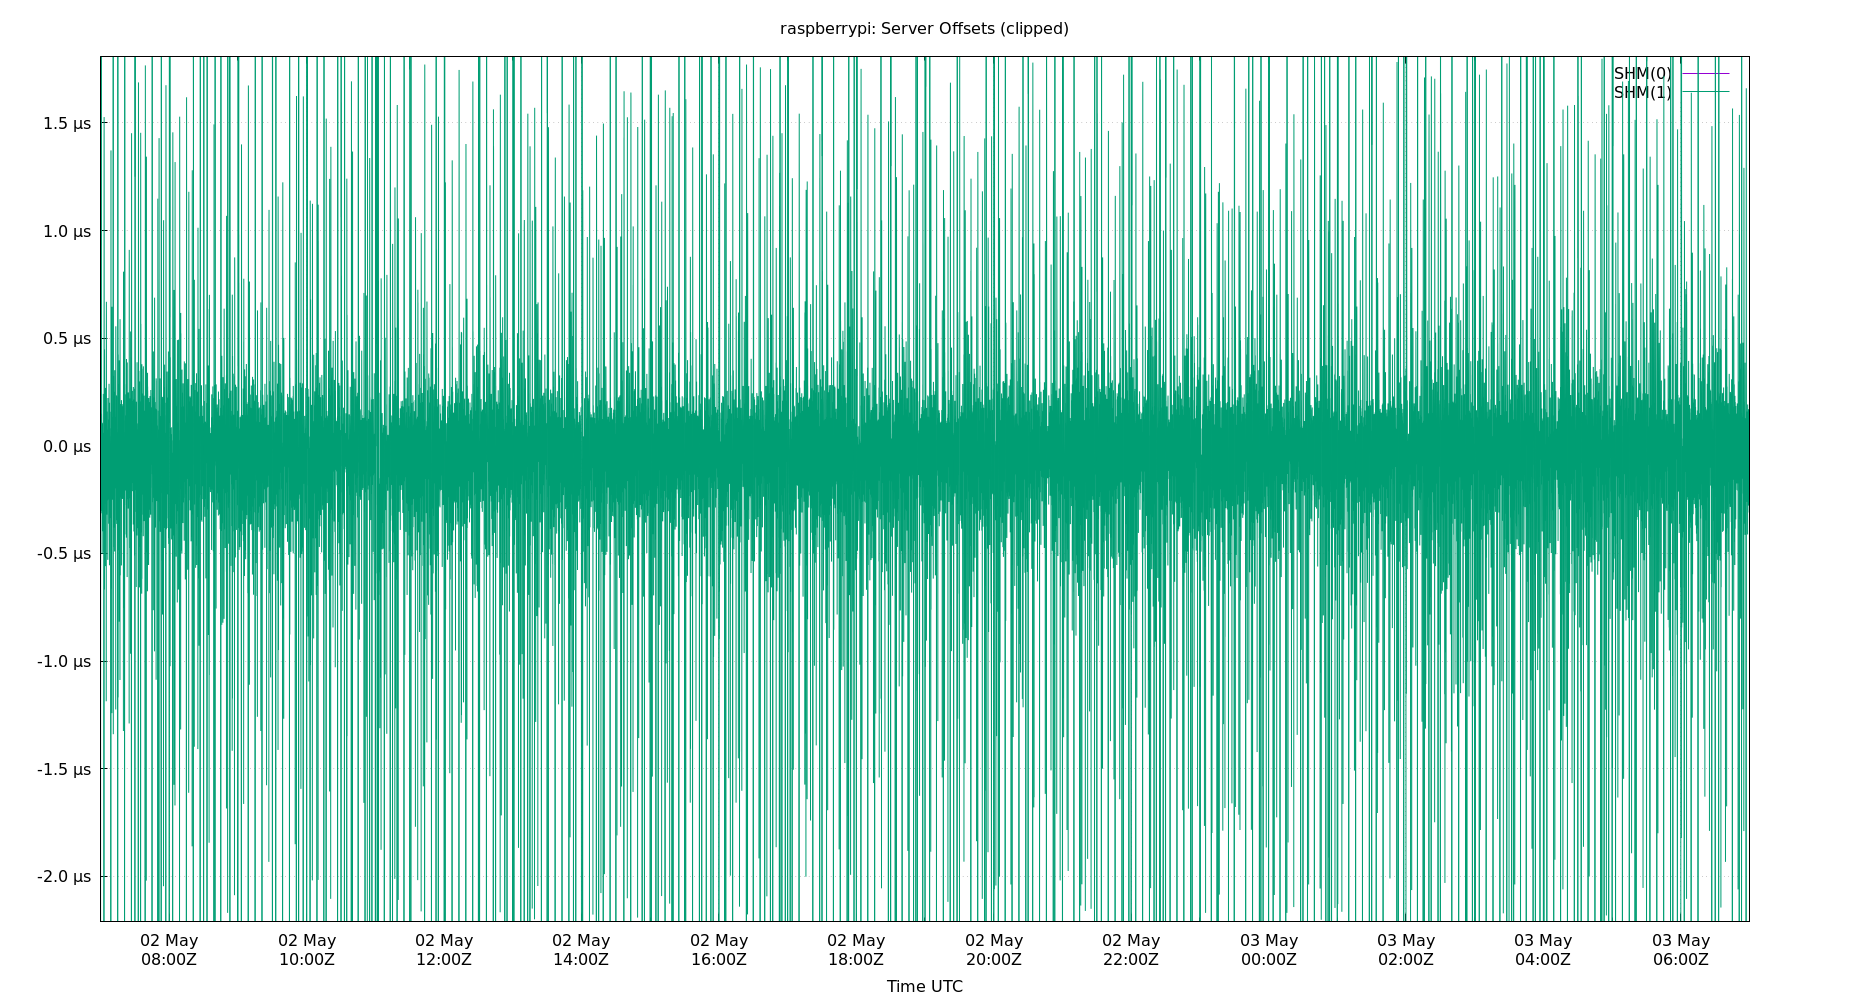 raspberrypi: Server Offsets (clipped)
SHM(0)
SHM(1)
1.5 µs
1.0 µs
0.5 µs
0.0 µs
-0.5 µs
-1.0 µs
-1.5 µs
-2.0 µs
02 May 02 May 02 May 02 May 02 May 02 May 02 May 02 May 03 May 03 May 03 May 03 May
08:00Z 10:00Z 12:00Z 14:00Z 16:00Z 18:00Z 20:00Z 22:00Z 00:00Z 02:00Z 04:00Z 06:00Z
Time UTC